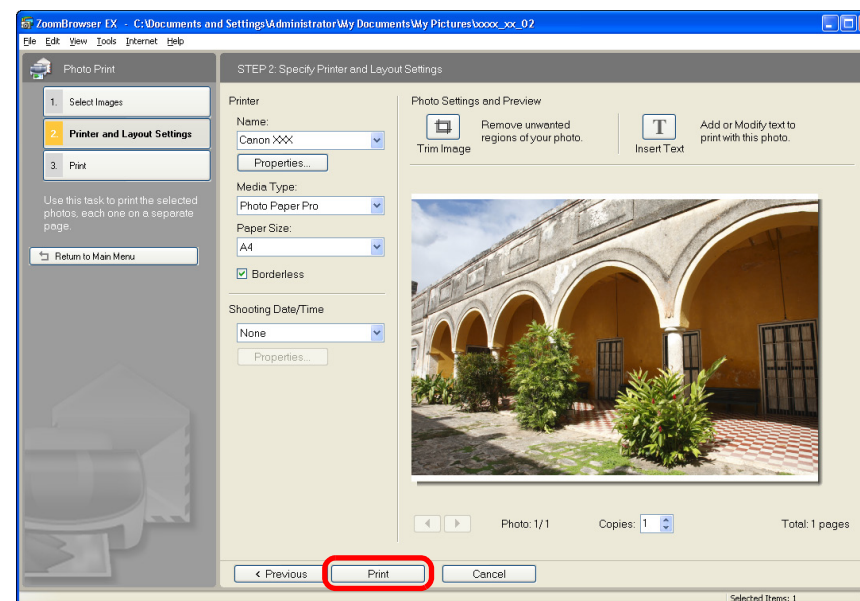 ZoomBrowser EX - C:\Documents and Settings\Administrator\My Documents\My Pictures\xxxx_xx_02
File Edit View Tools Internet Help
Photo Print
STEP 2: Specify Printer and Layout Settings
1. Select Images
2. Printer and Layout Settings
3. Print
Use this task to print the selected
photos, each one on a separate
page.
Return to Main Menu
Printer
Name:
Canon XXX
Properties...
Media Type:
Photo Paper Pro
Paper Size:
A4
Borderless
Shooting Date/Time
None
Properties...
Photo Settings and Preview
Trim Image
Remove unwanted
regions of your photo.
T
Insert Text
Add or Modify text to
print with this photo.
Photo: 1/1
Copies: 1
Total: 1 pages
< Previous
Print
Cancel
Selected Items: 1